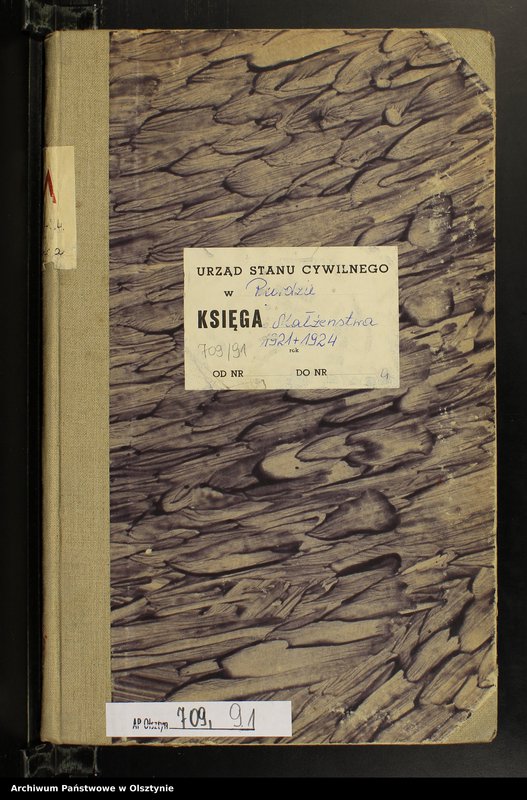 URZĄD STANU CYWILNEGO
w Purdzie
KSIĘGA Małżeństwa
1921+1924
709/91
rok
OD NR DO NR 4
AP Olsztyn 709, 91
Archiwum Państwowe w Olsztynie